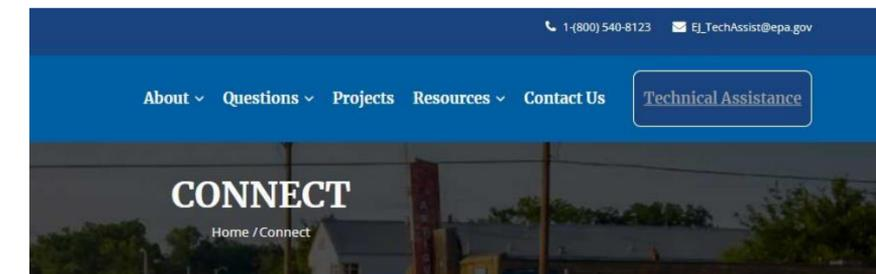 1-(800) 540-8123 EJ_TechAssist@epa.gov
About Questions Projects Resources Contact Us Technical Assistance
CONNECT
Home / Connect